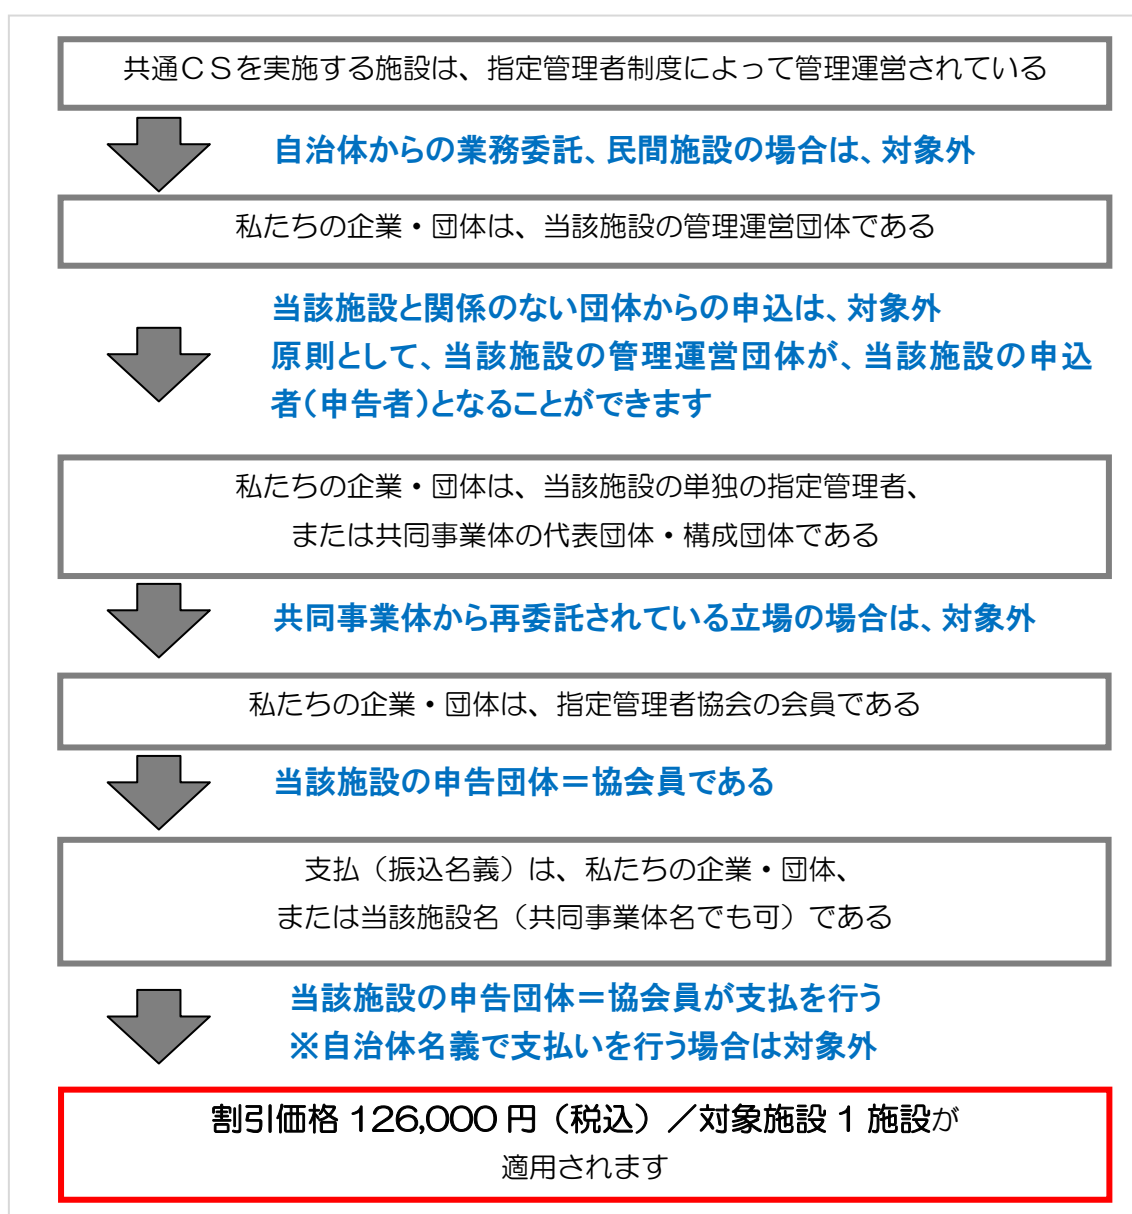 共通ＣＳを実施する施設は、指定管理者制度によって管理運営されている
自治体からの業務委託、民間施設の場合は、対象外
私たちの企業・団体は、当該施設の管理運営団体である
当該施設と関係のない団体からの申込は、対象外
原則として、当該施設の管理運営団体が、当該施設の申込
者（申告者）となることができます
私たちの企業・団体は、当該施設の単独の指定管理者、
または共同事業体の代表団体・構成団体である
共同事業体から再委託されている立場の場合は、対象外
私たちの企業・団体は、指定管理者協会の会員である
当該施設の申告団体＝協会員である
支払（振込名義）は、私たちの企業・団体、
または当該施設名（共同事業体名でも可）である
当該施設の申告団体＝協会員が支払を行う
※自治体名義で支払いを行う場合は対象外
割引価格 126,000 円（税込）／対象施設 1 施設が
適用されます